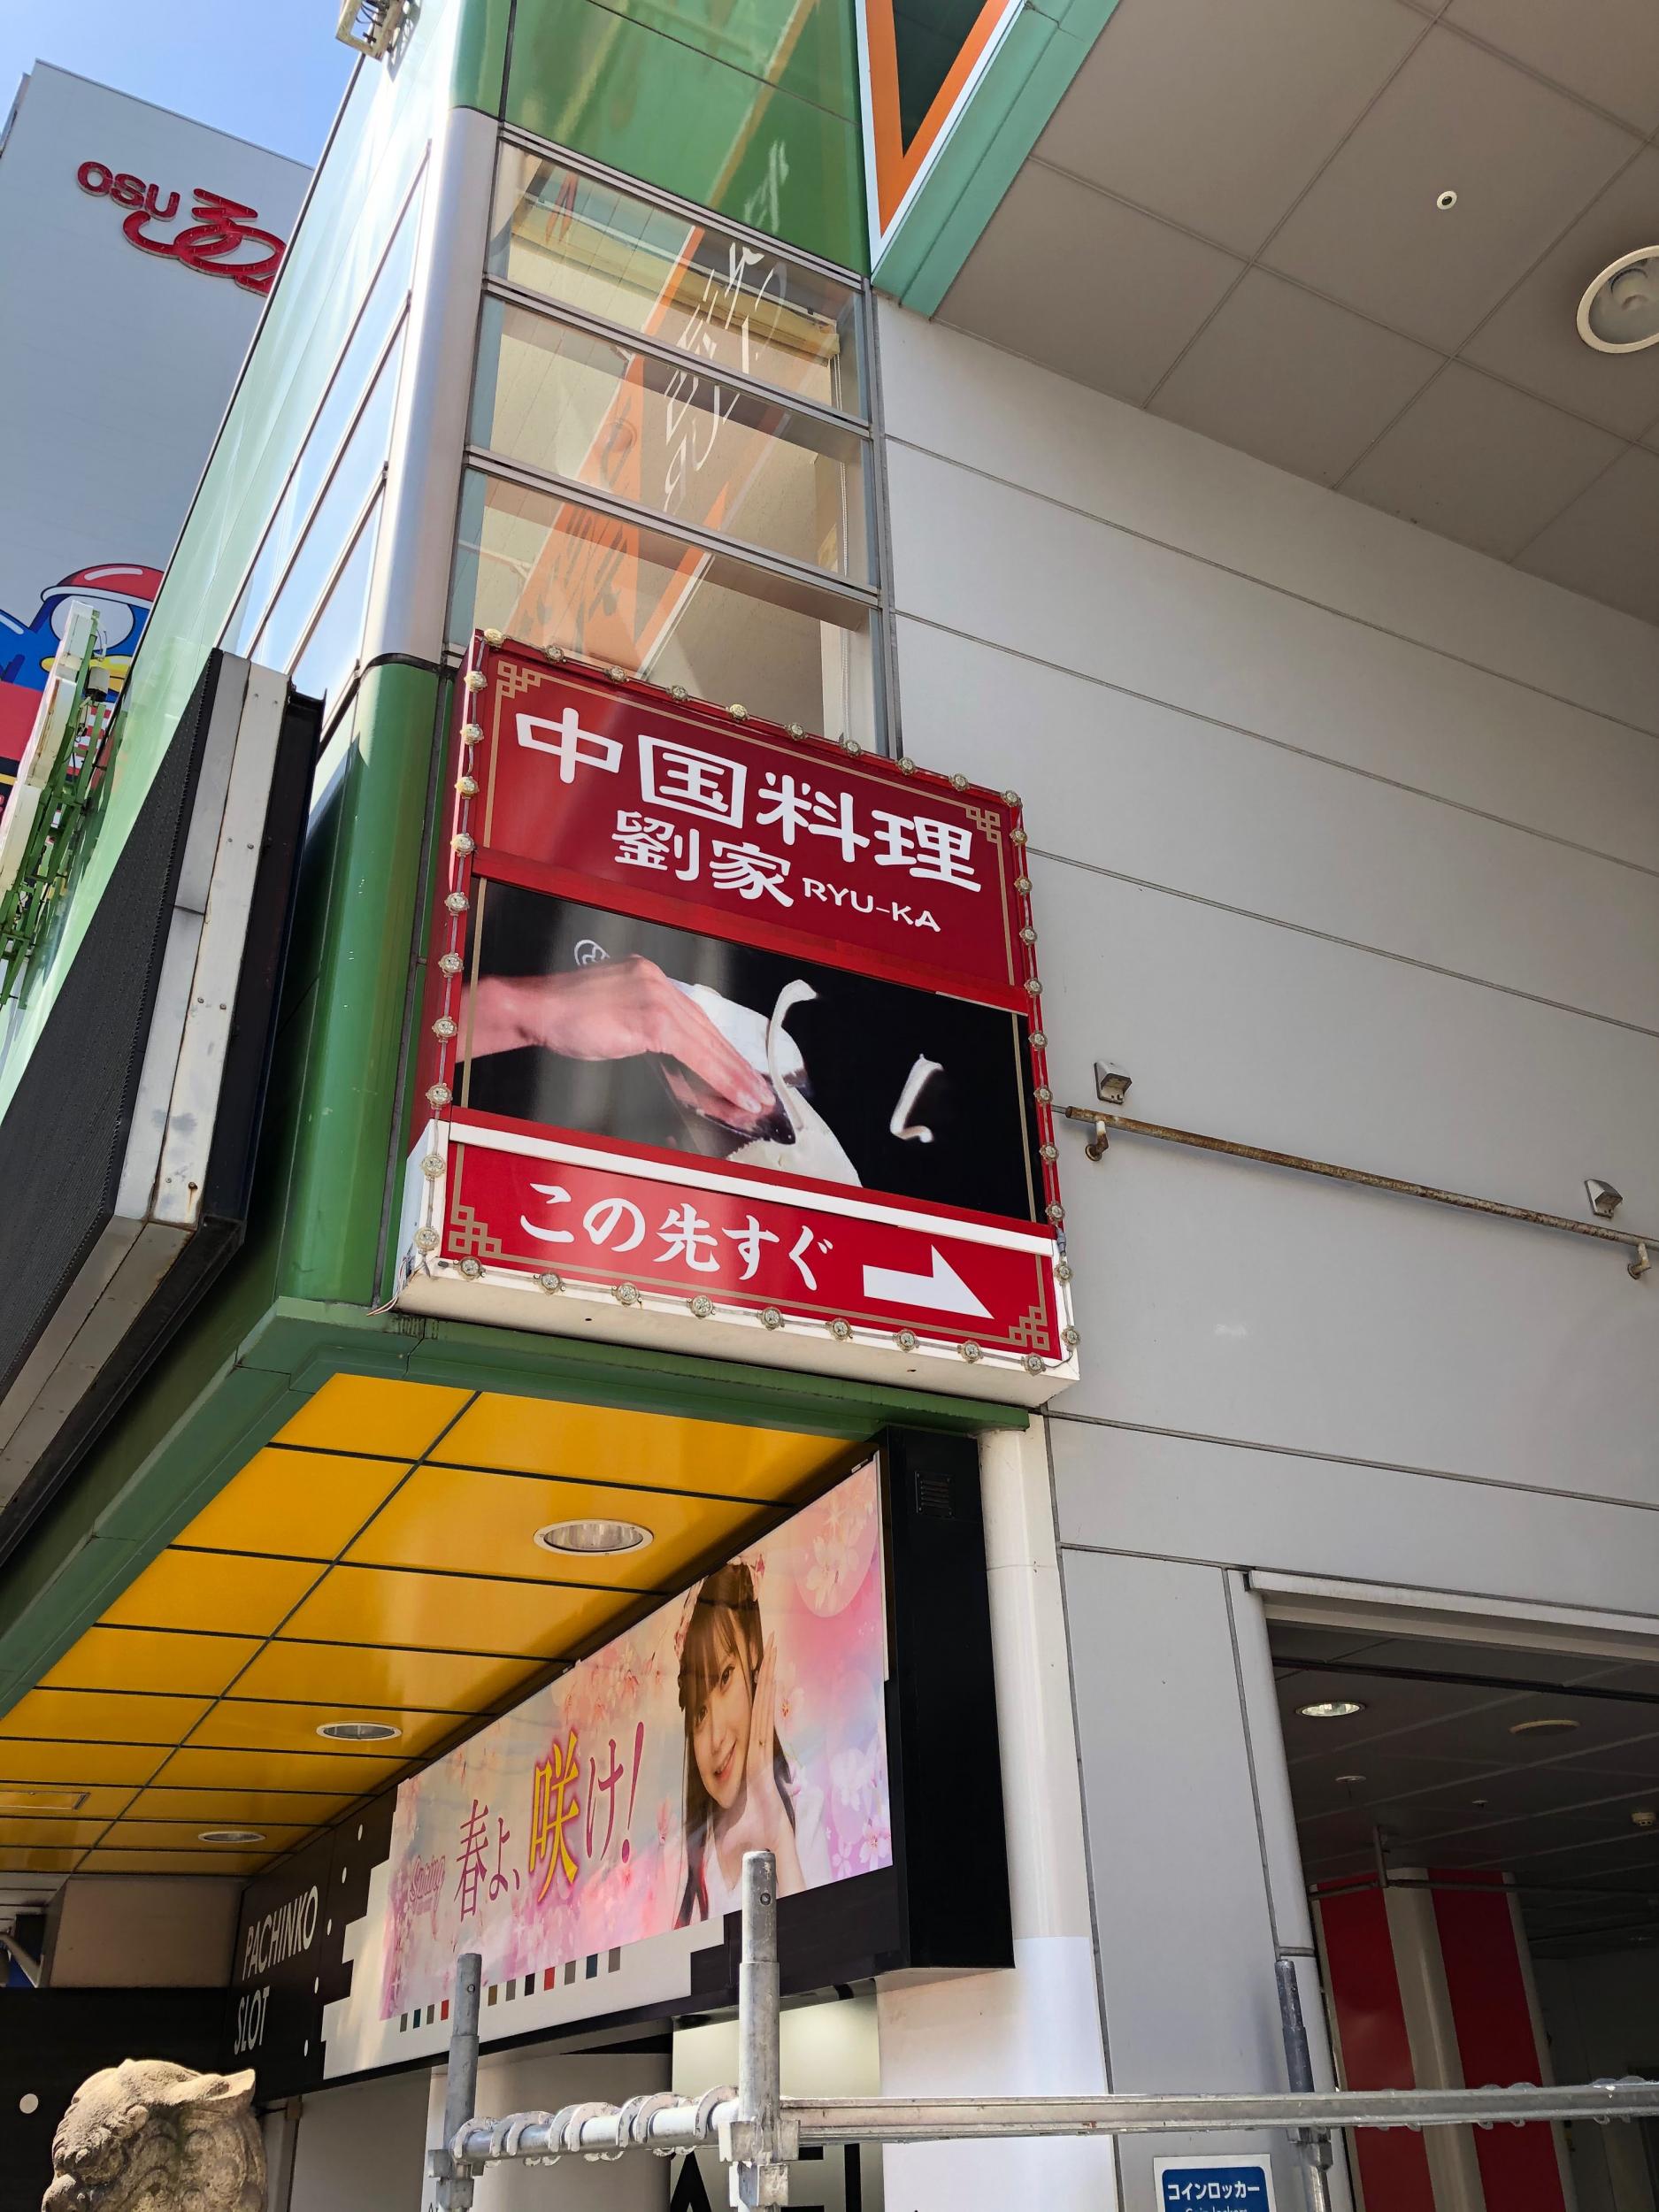 OSU
中国料理
劉家 RYU-KA
この先すぐ
春よ、咲け!
PACHINKO
SLOT
コインロッカー